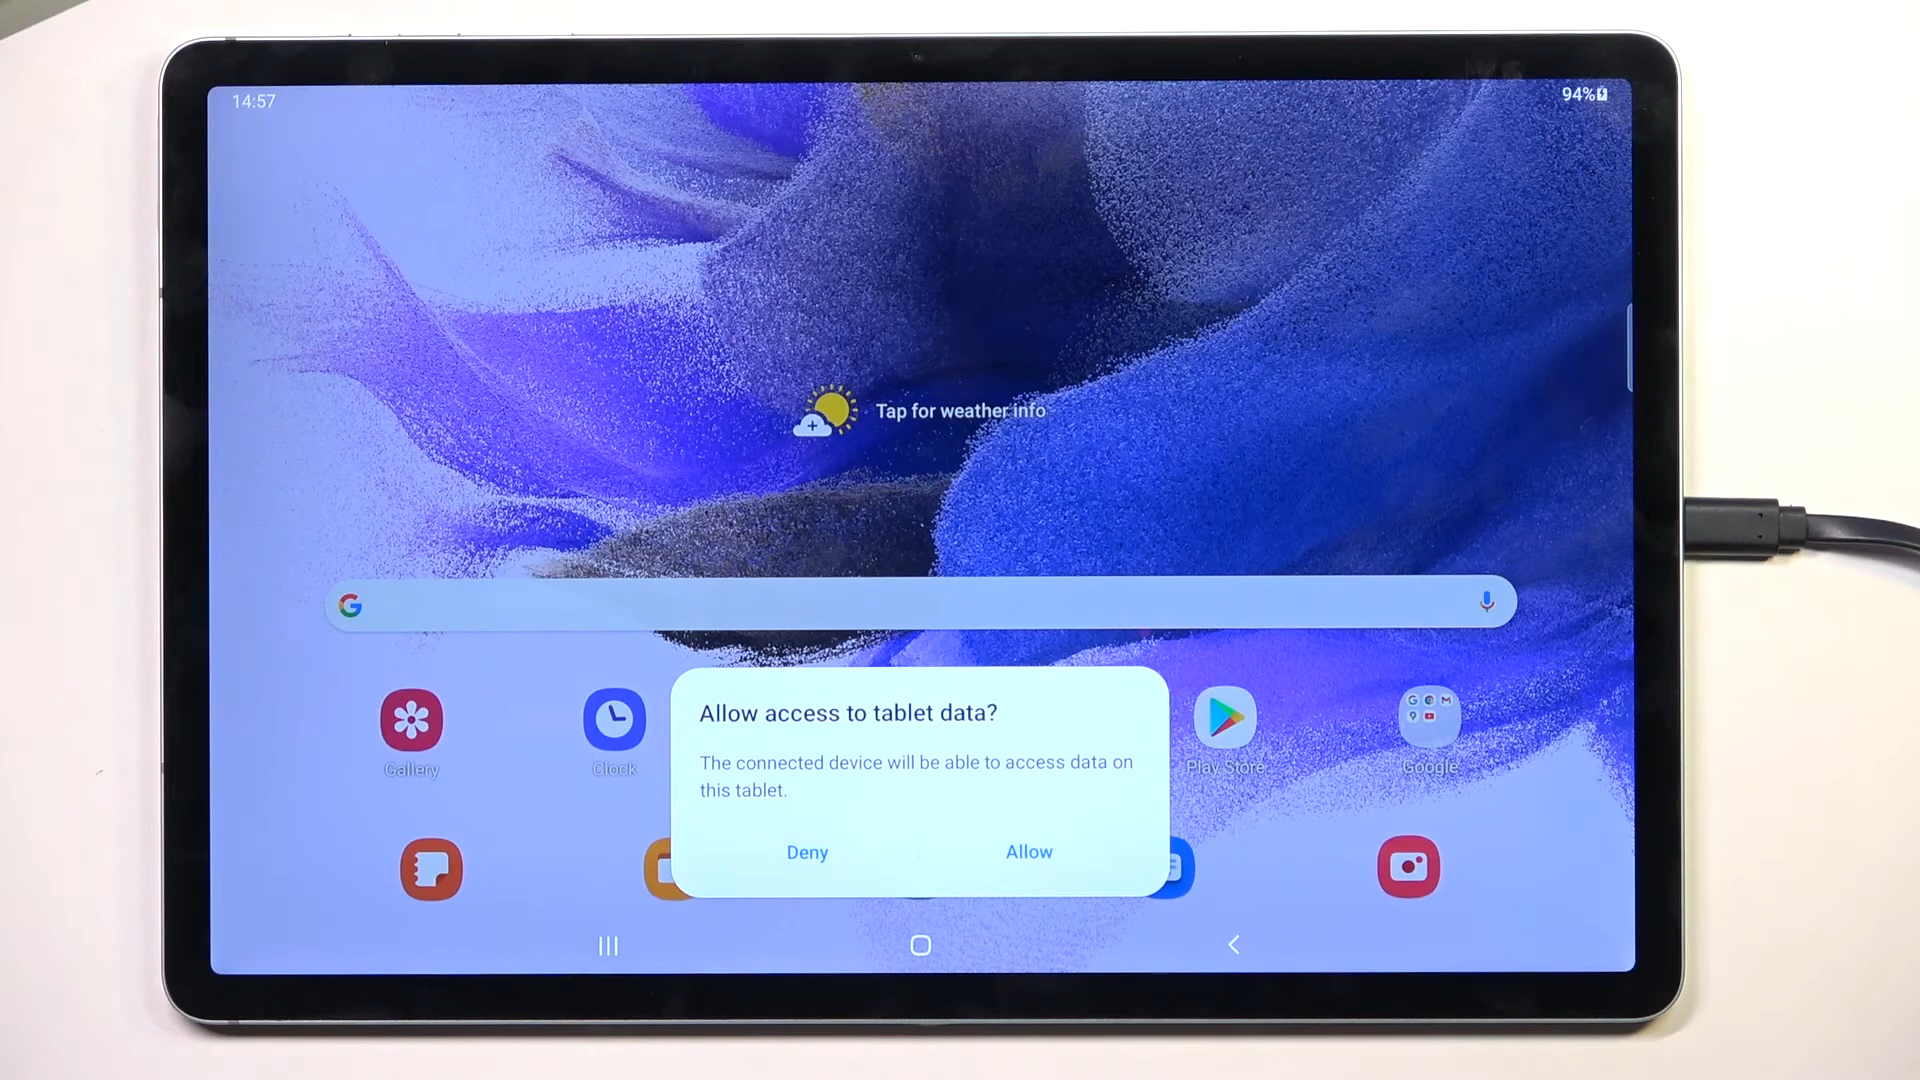 14:57
94%
Tap for weather info
Gallery
Clock
Play Store
Google
Allow access to tablet data?
The connected device will be able to access data on
this tablet.
Deny
Allow